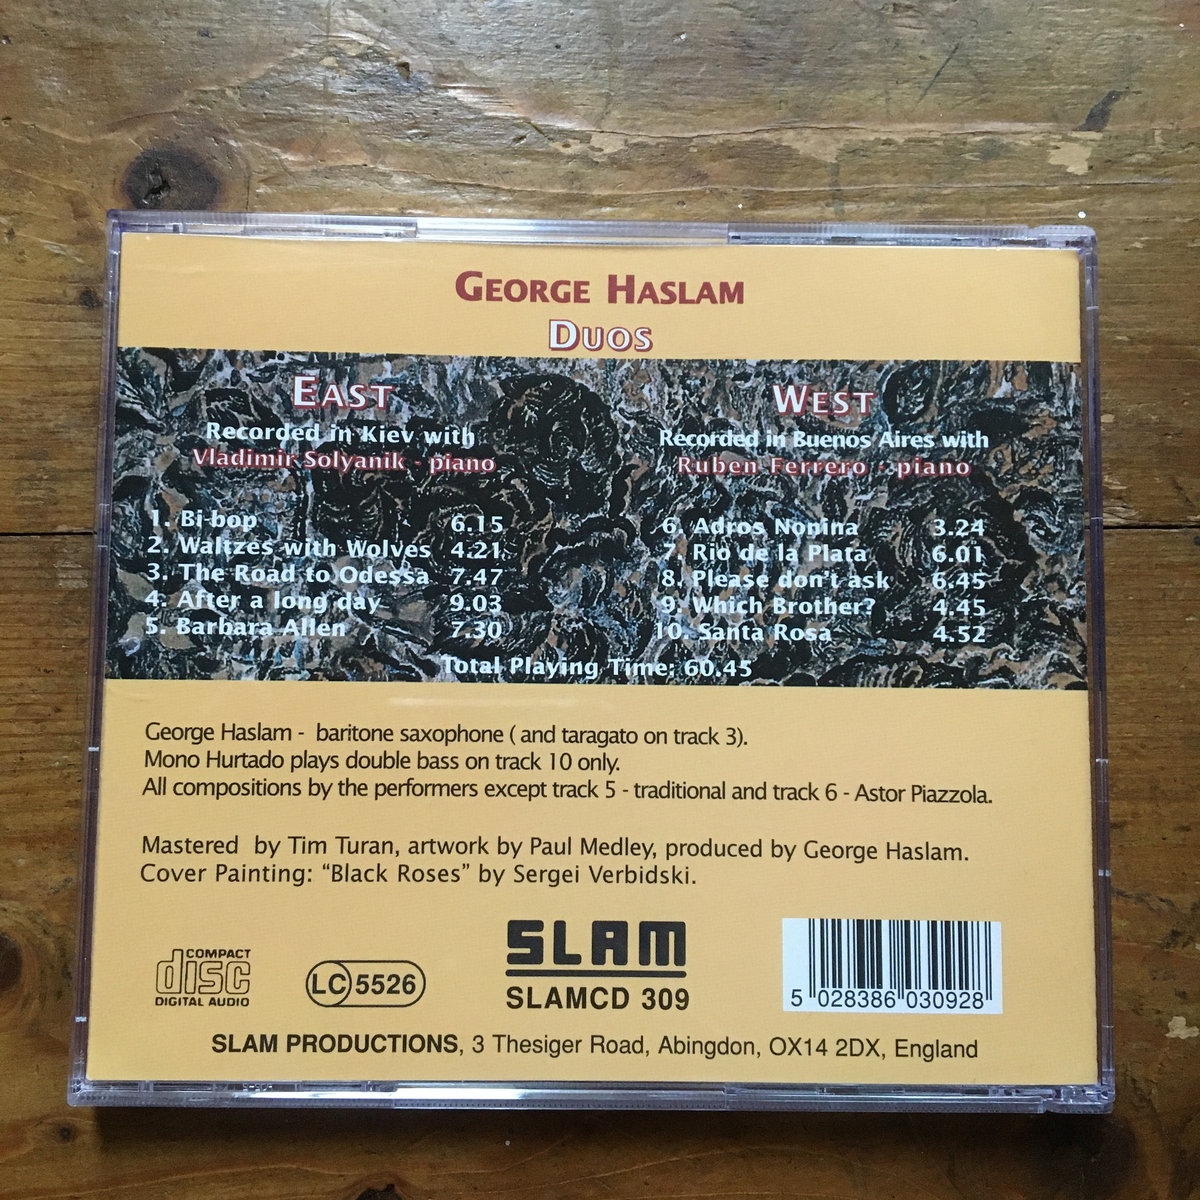 GEORGE HASLAM
DUOS
EAST
Recorded in Kiev with
Vladimir Solyanik - piano
1. Bi-bop 6.15
2. Waltzes with Wolves 4.21
3. The Road to Odessa 7.47
4. After a long day 9.03
5. Barbara Allen 7.30
WEST
Recorded in Buenos Aires with
Ruben Ferrero - piano
6. Adros Nonina 3.24
7. Rio de la Plata 6.01
8. Please don't ask 6.45
9. Which Brother? 4.45
10. Santa Rosa 4.52
Total Playing Time: 60.45
George Haslam - baritone saxophone ( and taragato on track 3).
Mono Hurtado plays double bass on track 10 only.
All compositions by the performers except track 5 - traditional and track 6 - Astor Piazzola.
Mastered by Tim Turan, artwork by Paul Medley, produced by George Haslam.
Cover Painting: “Black Roses” by Sergei Verbidski.
COMPACT
disc
DIGITAL AUDIO
LC 5526
SLAM
SLAMCD 309
5 028386 030928
SLAM PRODUCTIONS, 3 Thesiger Road, Abingdon, OX14 2DX, England